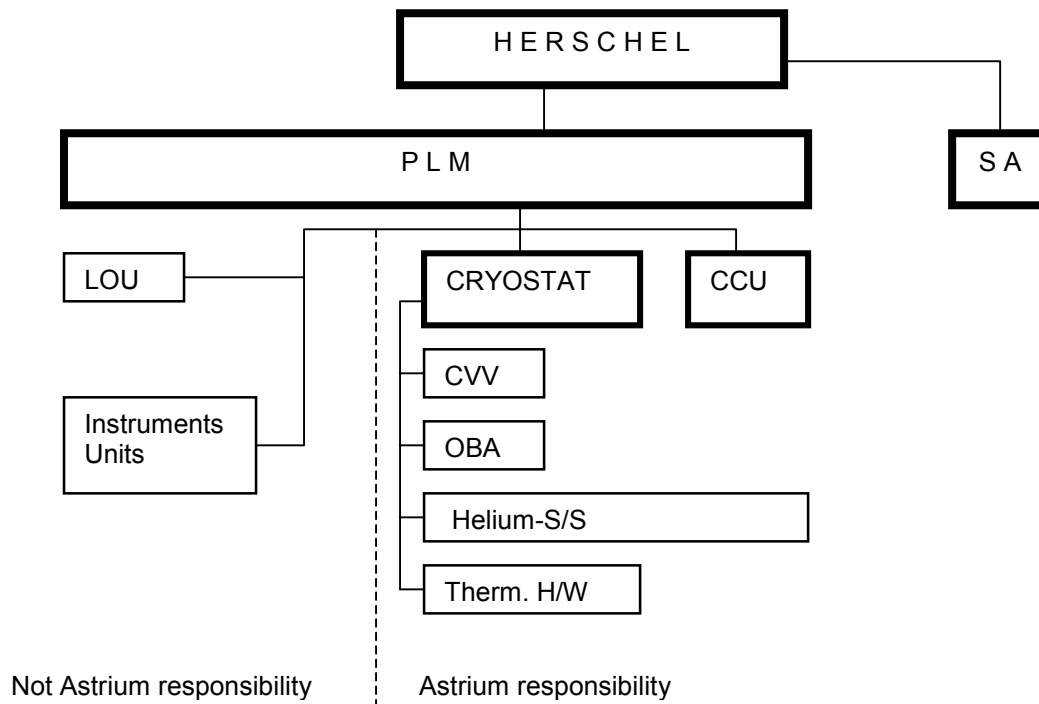 H E R S C H E L
P L M
S A
LOU
CRYOSTAT
CCU
CVV
Instruments
Units
OBA
Helium-S/S
Therm. H/W
Not Astrium responsibility
Astrium responsibility